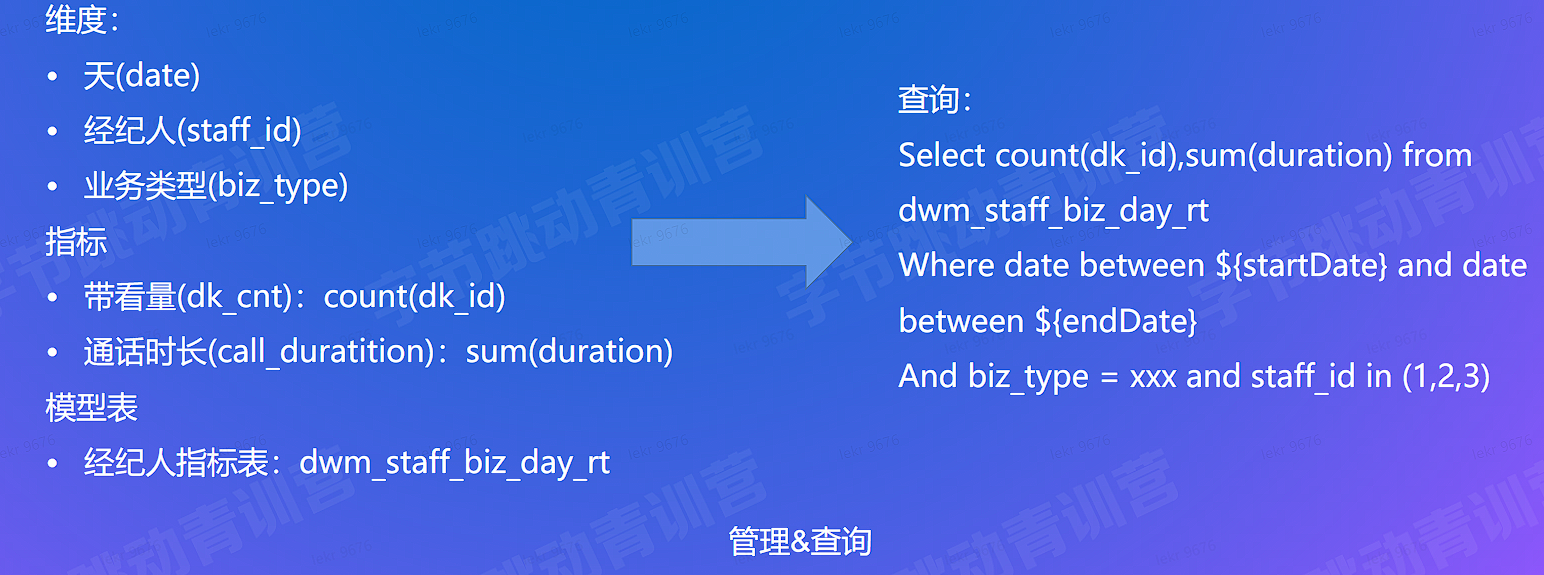 维度：
• 天(date)
• 经纪人(staff_id)
• 业务类型(biz_type)
指标
• 带看量(dk_cnt)：count(dk_id)
• 通话时长(call_duratition)：sum(duration)
模型表
• 经纪人指标表：dwm_staff_biz_day_rt
查询：
Select count(dk_id),sum(duration) from
dwm_staff_biz_day_rt
Where date between ${startDate} and date
between ${endDate}
And biz_type = xxx and staff_id in (1,2,3)
管理&查询
字节跳动青训营